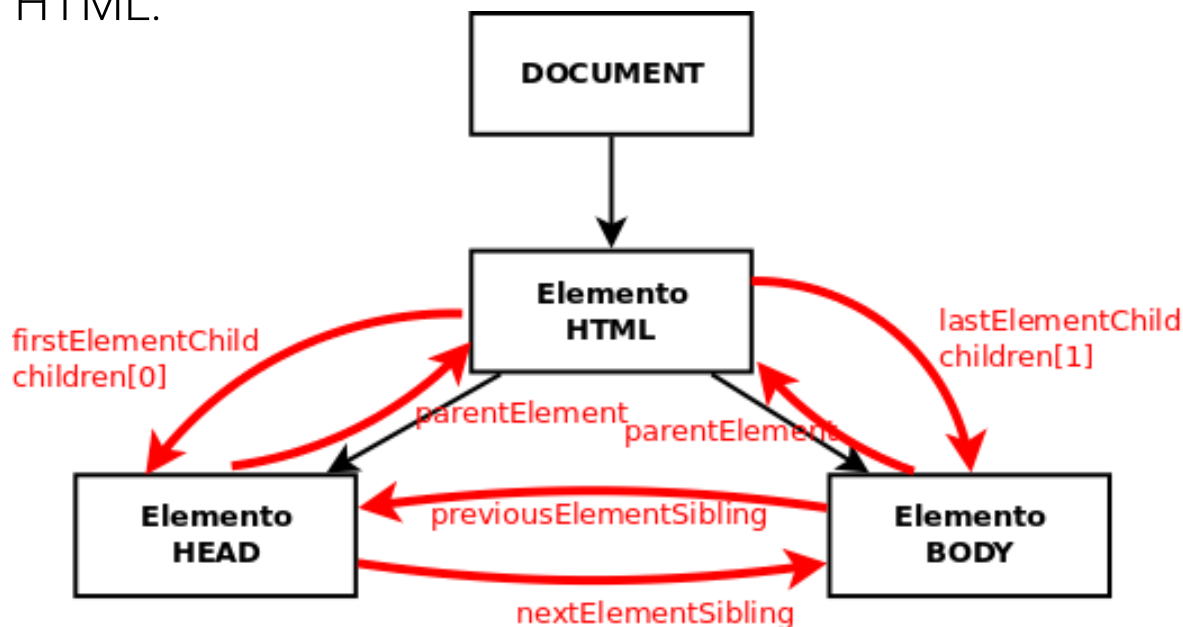 HTML.
DOCUMENT
Elemento
HTML
firstElementChild
children[0]
lastElementChild
children[1]
parentElement
parentElement
Elemento
HEAD
previousElementSibling
Elemento
BODY
nextElementSibling